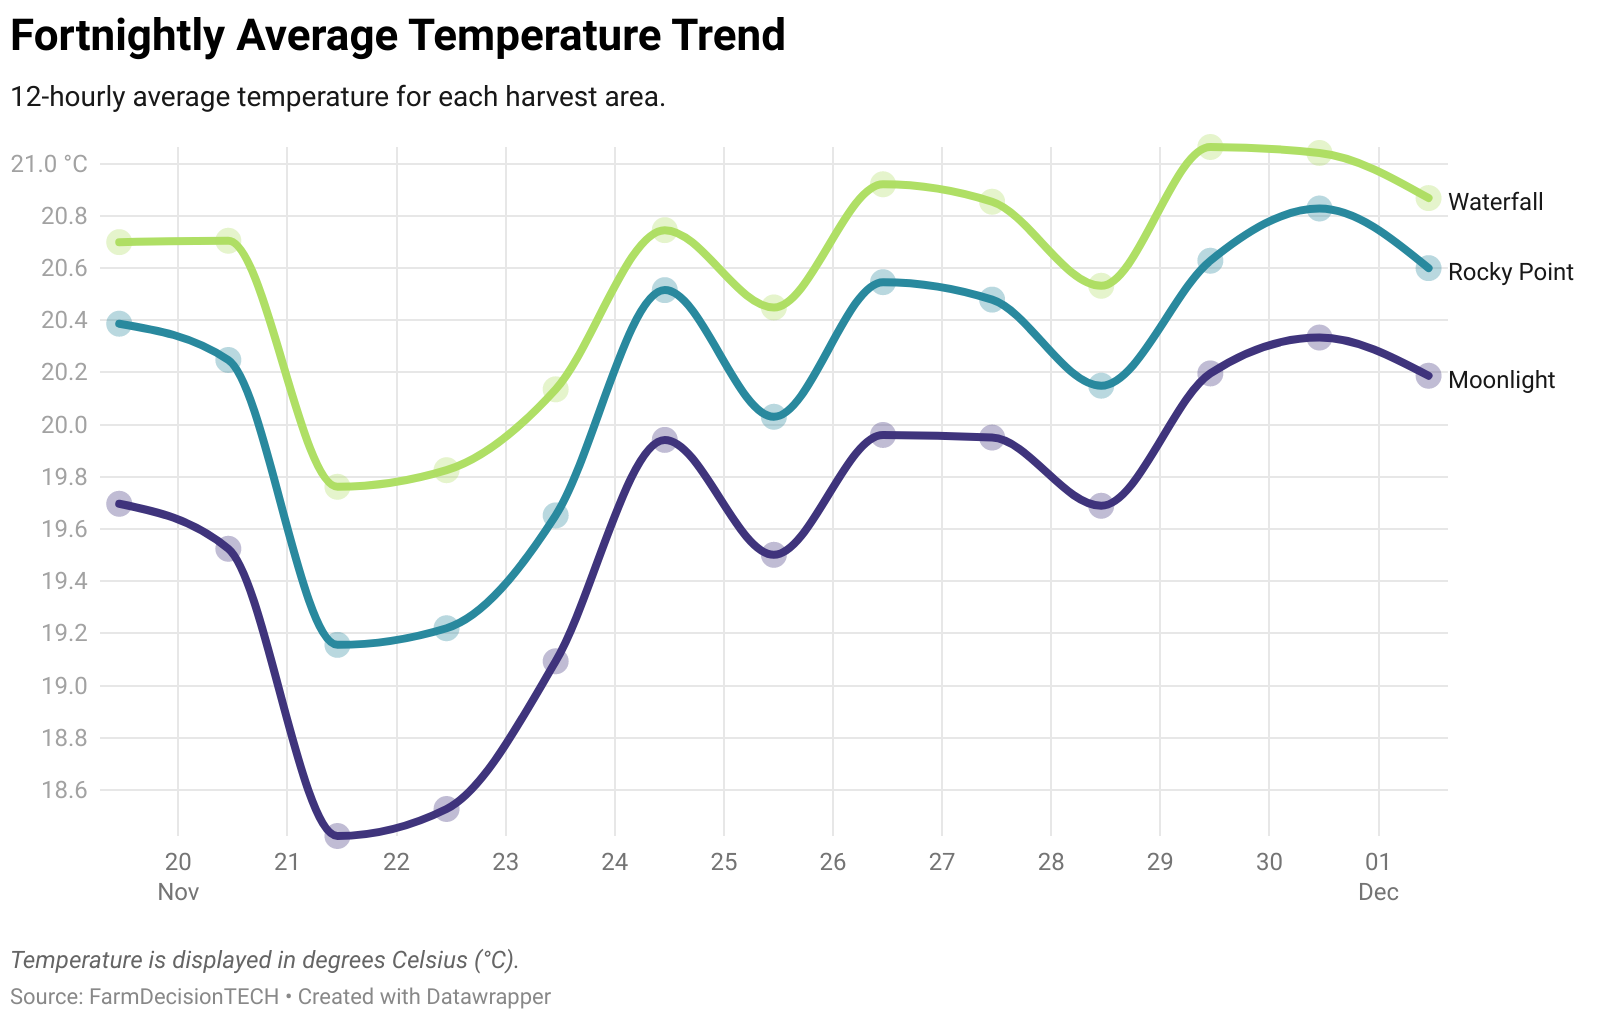 Fortnightly Average Temperature Trend
12-hourly average temperature for each harvest area.
21.0 °C
20.8
20.6
20.4
20.2
20.0
19.8
19.6
19.4
19.2
19.0
18.8
18.6
Waterfall
Rocky Point
Moonlight
20 21 22 23 24 25 26 27 28 29 30 01
Nov Dec
Temperature is displayed in degrees Celsius (°C).
Source: FarmDecisionTECH • Created with Datawrapper